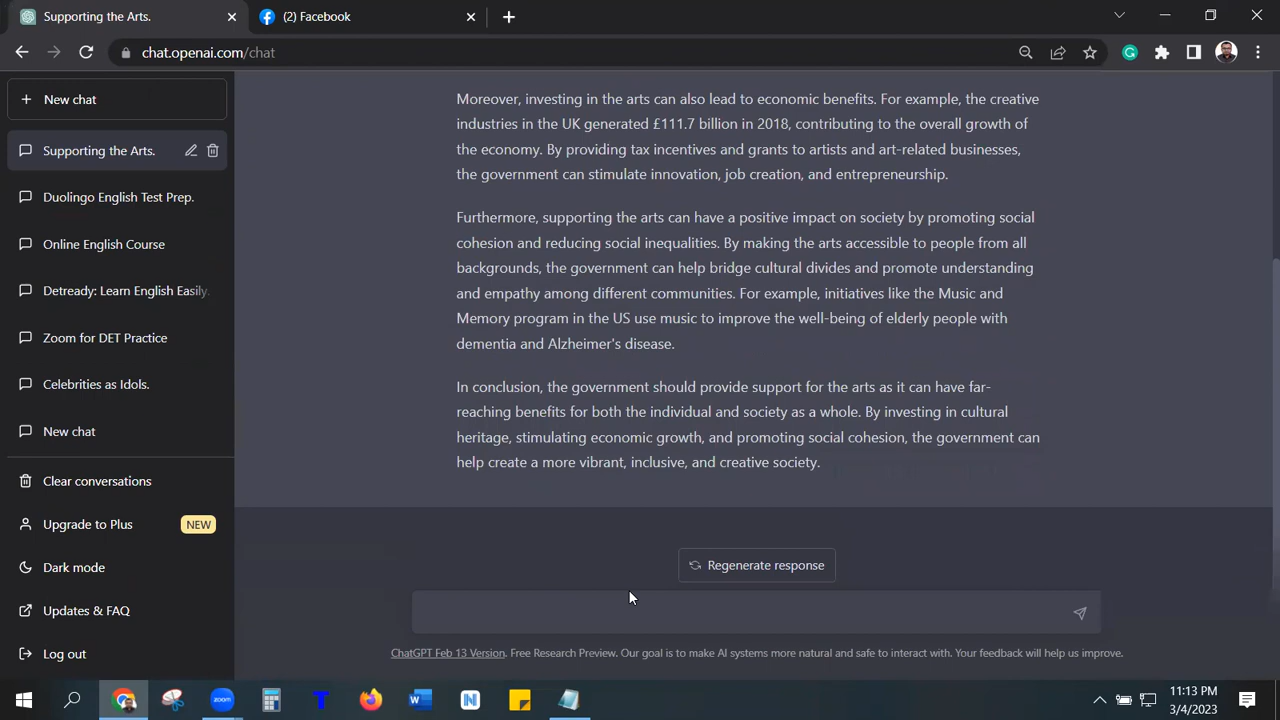 Supporting the Arts.
(2) Facebook
chat.openai.com/chat
New chat
Supporting the Arts.
Duolingo English Test Prep.
Online English Course
Detready: Learn English Easily.
Zoom for DET Practice
Celebrities as Idols.
New chat
Clear conversations
Upgrade to Plus NEW
Dark mode
Updates & FAQ
Log out
Moreover, investing in the arts can also lead to economic benefits. For example, the creative
industries in the UK generated £111.7 billion in 2018, contributing to the overall growth of
the economy. By providing tax incentives and grants to artists and art-related businesses,
the government can stimulate innovation, job creation, and entrepreneurship.
Furthermore, supporting the arts can have a positive impact on society by promoting social
cohesion and reducing social inequalities. By making the arts accessible to people from all
backgrounds, the government can help bridge cultural divides and promote understanding
and empathy among different communities. For example, initiatives like the Music and
Memory program in the US use music to improve the well-being of elderly people with
dementia and Alzheimer's disease.
In conclusion, the government should provide support for the arts as it can have far-
reaching benefits for both the individual and society as a whole. By investing in cultural
heritage, stimulating economic growth, and promoting social cohesion, the government can
help create a more vibrant, inclusive, and creative society.
Regenerate response
ChatGPT Feb 13 Version. Free Research Preview. Our goal is to make AI systems more natural and safe to interact with. Your feedback will help us improve.
zoom
T
W
N
11:13 PM
3/4/2023